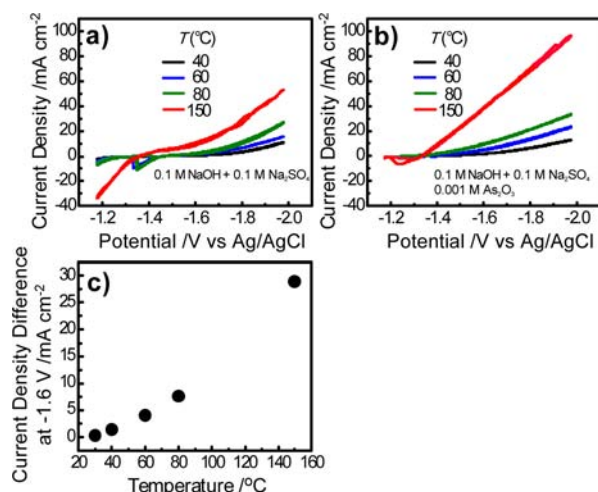 a)
T(°C)
40
60
80
150
0.1 M NaOH + 0.1 M Na₂SO₄
100
80
60
40
20
0
-20
-40
Current Density /mA cm⁻²
-1.2 -1.4 -1.6 -1.8 -2.0
Potential /V vs Ag/AgCl
b)
T(°C)
40
60
80
150
0.1 M NaOH + 0.1 M Na₂SO₄
0.001 M As₂O₃
100
80
60
40
20
0
-20
-40
Current Density /mA cm⁻²
-1.2 -1.4 -1.6 -1.8 -2.0
Potential /V vs Ag/AgCl
c)
30
25
20
15
10
5
0
Current Density Difference
at -1.6 V /mA cm⁻²
20 40 60 80 100 120 140 160
Temperature /°C